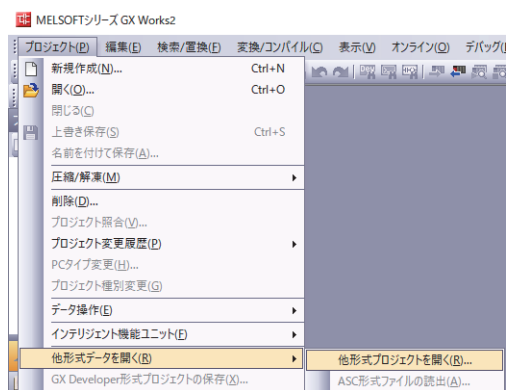 MELSOFTシリーズ GX Works2
プロジェクト(P) 編集(E) 検索/置換(F) 変換/コンパイル(C) 表示(V) オンライン(O) デバッグ(
新規作成(N)... Ctrl+N
開く(O)... Ctrl+O
閉じる(C)
上書き保存(S) Ctrl+S
名前を付けて保存(A)...
圧縮/解凍(M)
削除(D)...
プロジェクト照合(V)...
プロジェクト変更履歴(P)
PCタイプ変更(H)...
プロジェクト種別変更(G)
データ操作(E)
インテリジェント機能ユニット(F)
他形式データを開く(R) 他形式プロジェクトを開く(R)...
GX Developer形式プロジェクトの保存(X)... ASC形式ファイルの読出(A)...